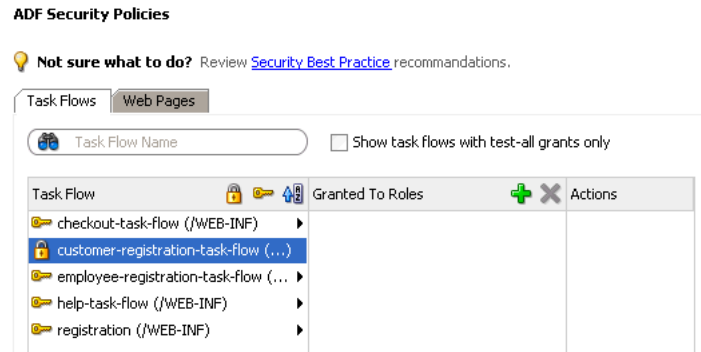 ADF Security Policies
Not sure what to do? Review Security Best Practice recommandations.
Task Flows Web Pages
Task Flow Name Show task flows with test-all grants only
Task Flow Granted To Roles Actions
checkout-task-flow (/WEB-INF)
customer-registration-task-flow (...)
employee-registration-task-flow (...
help-task-flow (/WEB-INF)
registration (/WEB-INF)